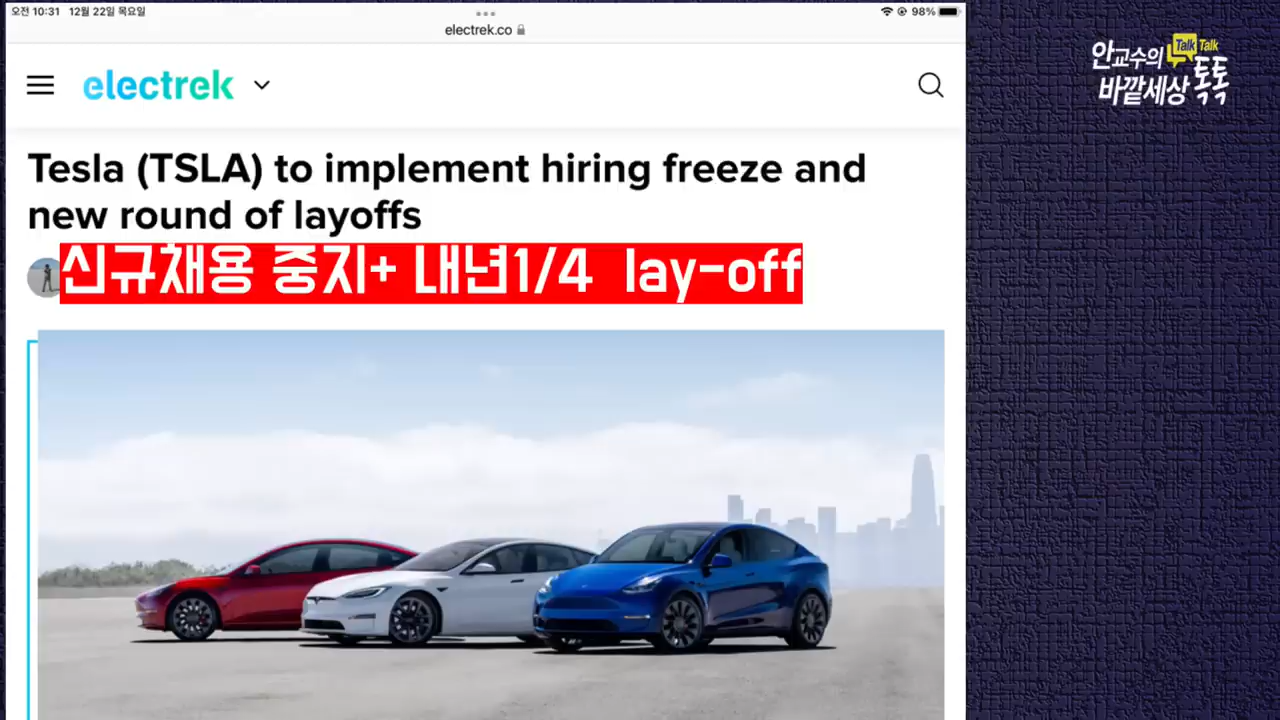 오전 10:31 12월 22일 목요일
98%
electrek.co
electrek
Tesla (TSLA) to implement hiring freeze and
new round of layoffs
신규채용 중지+ 내년1/4 lay-off
안교수의 Talk Talk
바깥세상 톡톡